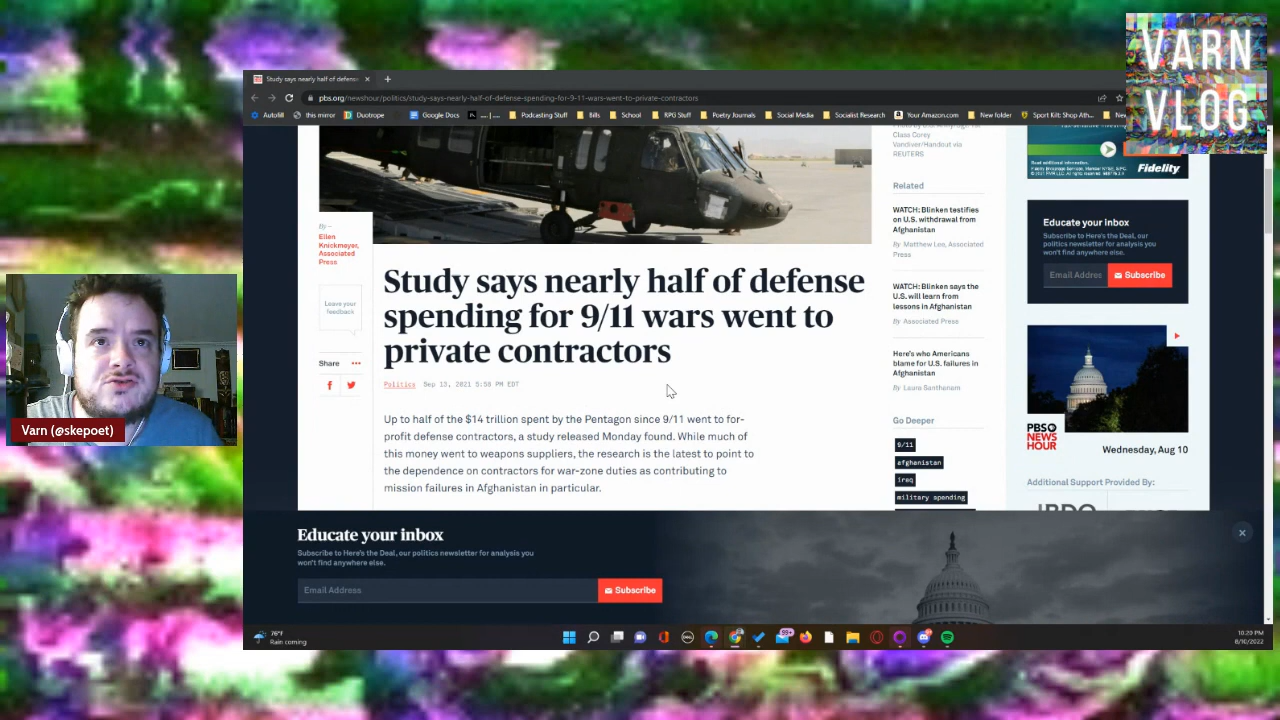 VARN
VLOG
Study says nearly half of defense
pbs.org/newshour/politics/study-says-nearly-half-of-defense-spending-for-9-11-wars-went-to-private-contractors
Autofill this mirror Duotrope Google Docs Podcasting Stuff Bills School RPG Stuff Poetry Journals Social Media Socialist Research Your Amazon.com New folder Sport Kilt: Shop Ath...
Class Corey
Vandiver/Handout via
REUTERS
Read additional information.
Fidelity
Related
WATCH: Blinken testifies
on U.S. withdrawal from
Afghanistan
By Matthew Lee, Associated
Press
WATCH: Blinken says the
U.S. will learn from
lessons in Afghanistan
By Associated Press
Here's who Americans
blame for U.S. failures in
Afghanistan
By Laura Santhanam
Go Deeper
9/11
afghanistan
iraq
military spending
By –
Ellen
Knickmeyer,
Associated
Press
Leave your
feedback
Share
Study says nearly half of defense
spending for 9/11 wars went to
private contractors
Politics Sep 13, 2021 5:58 PM EDT
Up to half of the $14 trillion spent by the Pentagon since 9/11 went to for-
profit defense contractors, a study released Monday found. While much of
this money went to weapons suppliers, the research is the latest to point to
the dependence on contractors for war-zone duties as contributing to
mission failures in Afghanistan in particular.
Educate your inbox
Subscribe to Here's the Deal, our
politics newsletter for analysis you
won't find anywhere else.
Email Addres Subscribe
PBS
NEWS
HOUR
Wednesday, Aug 10
Additional Support Provided By:
BDO
Educate your inbox
Subscribe to Here's the Deal, our politics newsletter for analysis you
won't find anywhere else.
Email Address Subscribe
Varn (@skepoet)
76°F
Rain coming
99+
10:20 PM
8/10/2022